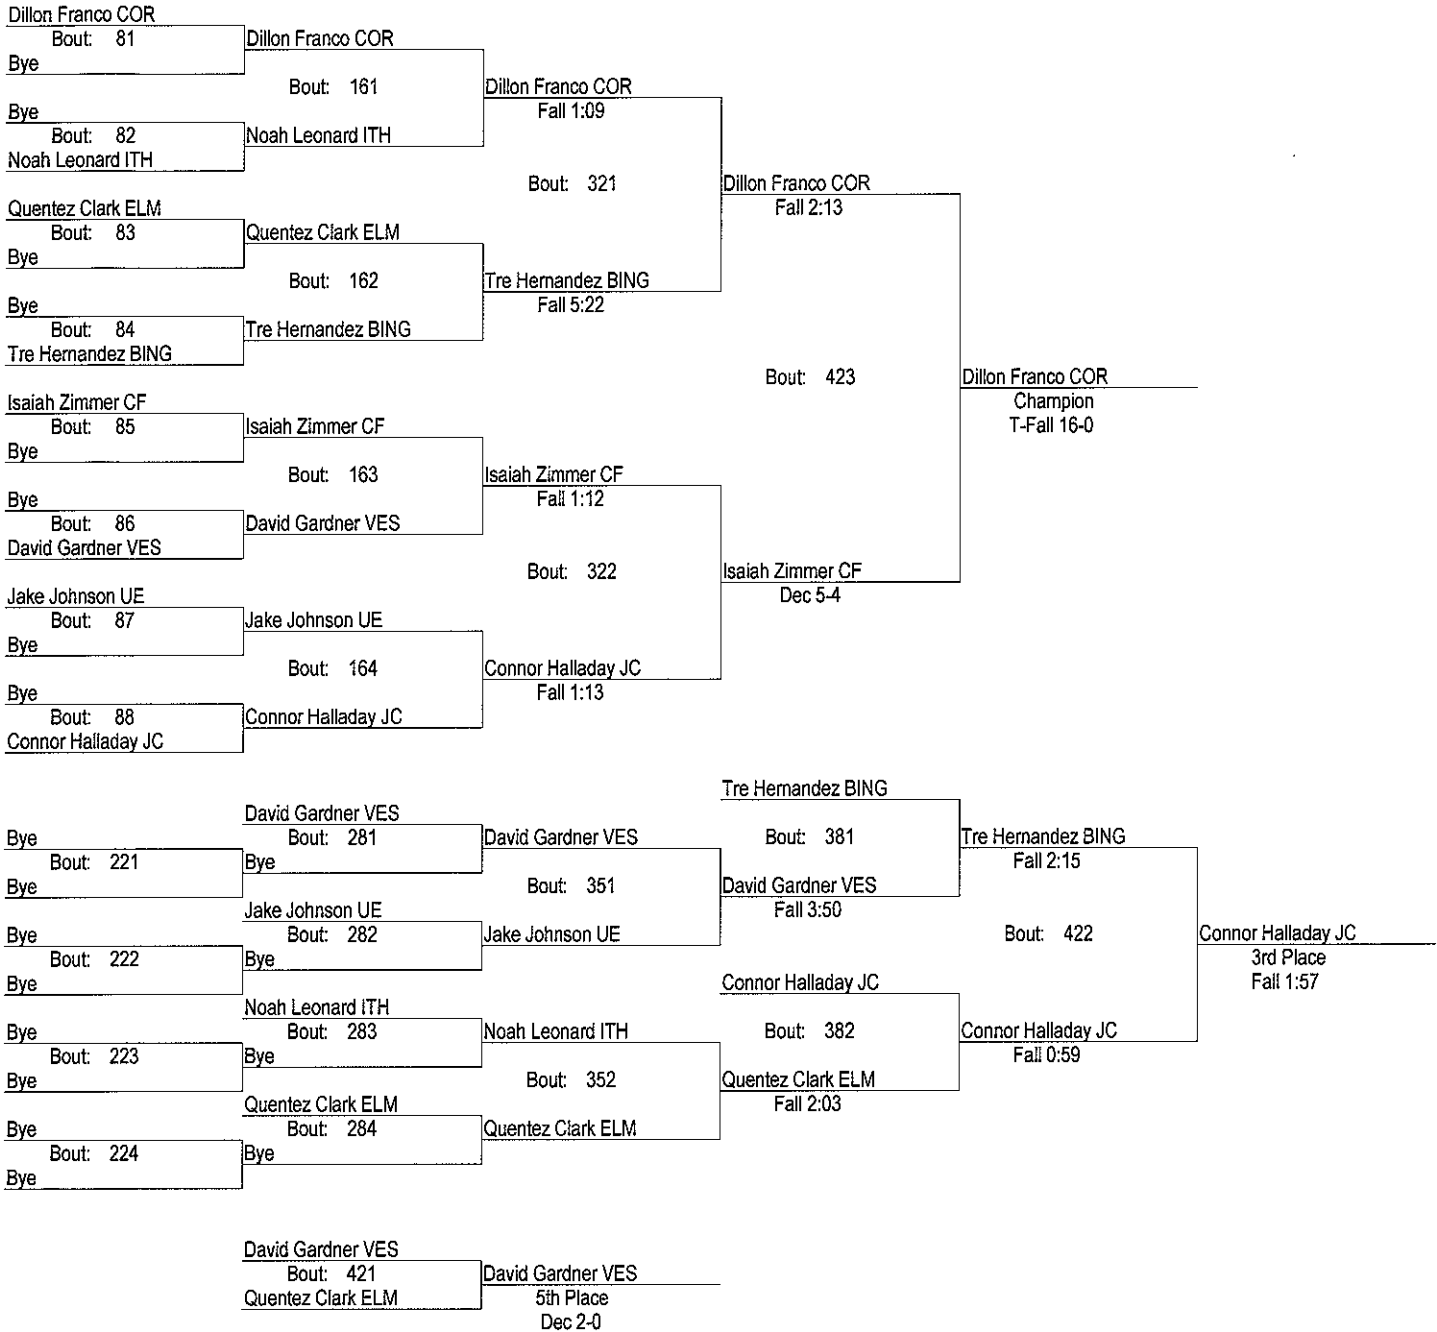 Dillon Franco COR
Bout: 81
Bye
Dillon Franco COR
Bout: 161
Bye
Bout: 82
Noah Leonard ITH
Noah Leonard ITH
Dillon Franco COR
Fall 1:09
Bout: 321
Quentez Clark ELM
Bout: 83
Bye
Quentez Clark ELM
Bout: 162
Bye
Bout: 84
Tre Hernandez BING
Tre Hernandez BING
Tre Hernandez BING
Fall 5:22
Dillon Franco COR
Fall 2:13
Bout: 423
Isaiah Zimmer CF
Bout: 85
Bye
Isaiah Zimmer CF
Bout: 163
Bye
Bout: 86
David Gardner VES
David Gardner VES
Isaiah Zimmer CF
Fall 1:12
Bout: 322
Jake Johnson UE
Bout: 87
Bye
Jake Johnson UE
Bout: 164
Bye
Bout: 88
Connor Halladay JC
Connor Halladay JC
Connor Halladay JC
Fall 1:13
Isaiah Zimmer CF
Dec 5-4
Dillon Franco COR
Champion
T-Fall 16-0
Bye
Bout: 221
Bye
David Gardner VES
Bout: 281
Bye
David Gardner VES
Bout: 351
Bye
Bout: 222
Bye
Jake Johnson UE
Bout: 282
Bye
Jake Johnson UE
Tre Hernandez BING
Bout: 381
David Gardner VES
Fall 3:50
Tre Hernandez BING
Fall 2:15
Bout: 422
Bye
Bout: 223
Bye
Noah Leonard ITH
Bout: 283
Bye
Noah Leonard ITH
Bout: 352
Bye
Bout: 224
Bye
Quentez Clark ELM
Bout: 284
Bye
Quentez Clark ELM
Connor Halladay JC
Bout: 382
Quentez Clark ELM
Fall 2:03
Connor Halladay JC
Fall 0:59
Connor Halladay JC
3rd Place
Fall 1:57
David Gardner VES
Bout: 421
Quentez Clark ELM
David Gardner VES
5th Place
Dec 2-0